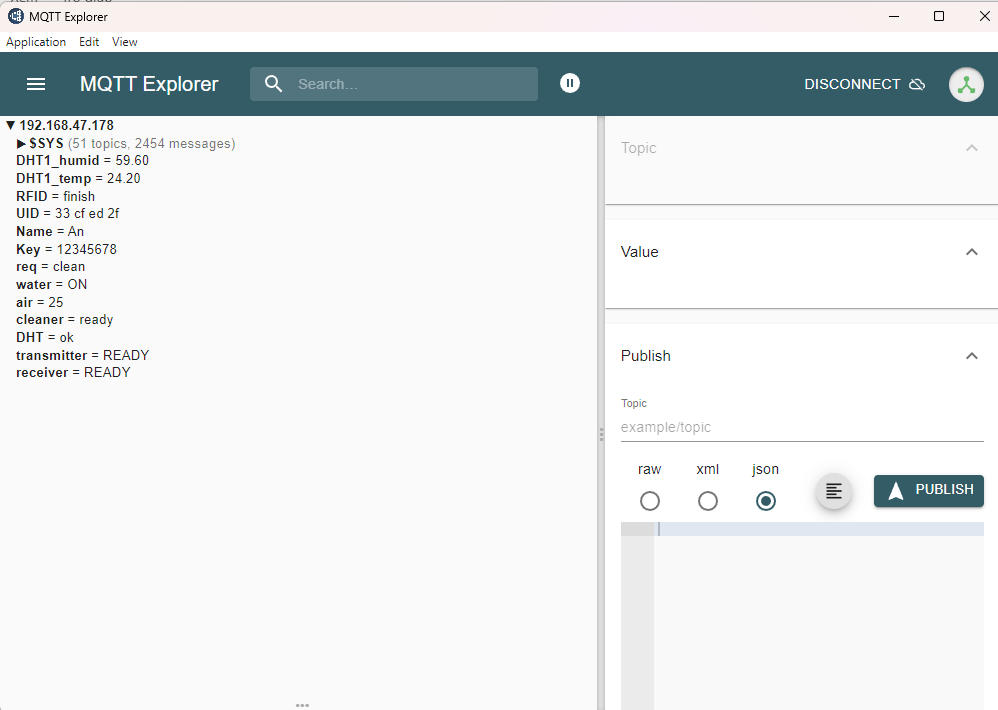 MQTT Explorer
Application Edit View
MQTT Explorer
Search...
DISCONNECT
▼ 192.168.47.178
▶ $SYS (51 topics, 2454 messages)
DHT1_humid = 59.60
DHT1_temp = 24.20
RFID = finish
UID = 33 cf ed 2f
Name = An
Key = 12345678
req = clean
water = ON
air = 25
cleaner = ready
DHT = ok
transmitter = READY
receiver = READY
Topic
Value
Publish
Topic
example/topic
raw xml json
PUBLISH